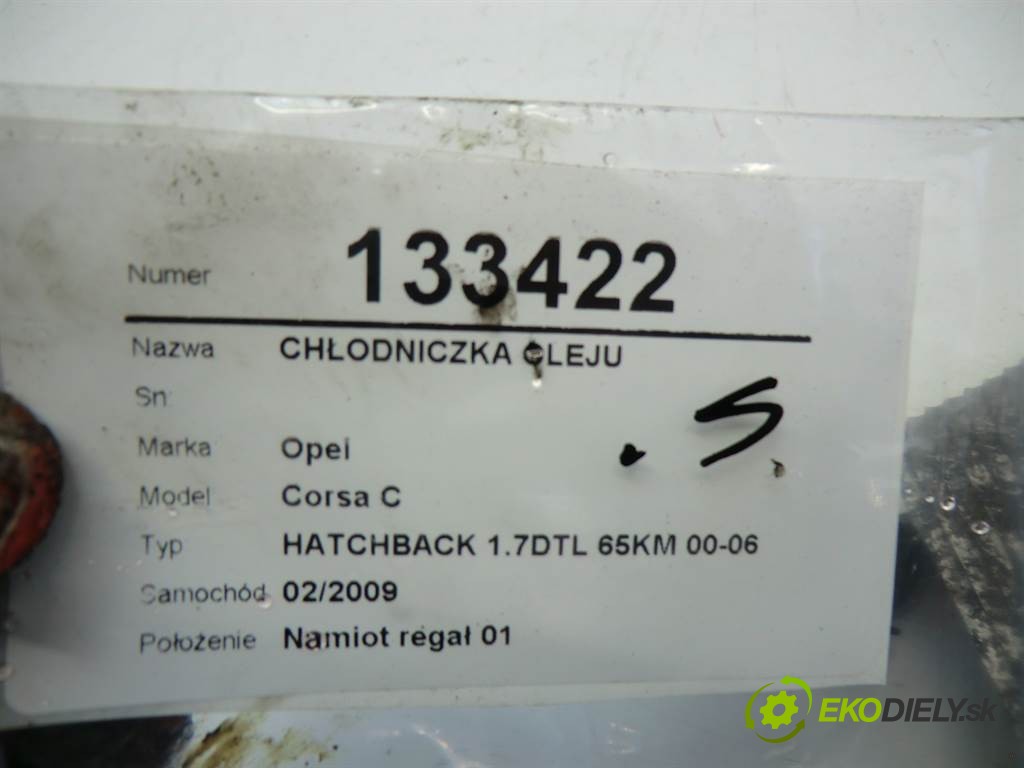 Numer 133422
Nazwa CHŁODNICZKA OLEJU
Sn
Marka Opel
Model Corsa C
Typ HATCHBACK 1.7DTL 65KM 00-06
Samochód 02/2009
Położenie Namiot regał 01
EKODIELY.sk